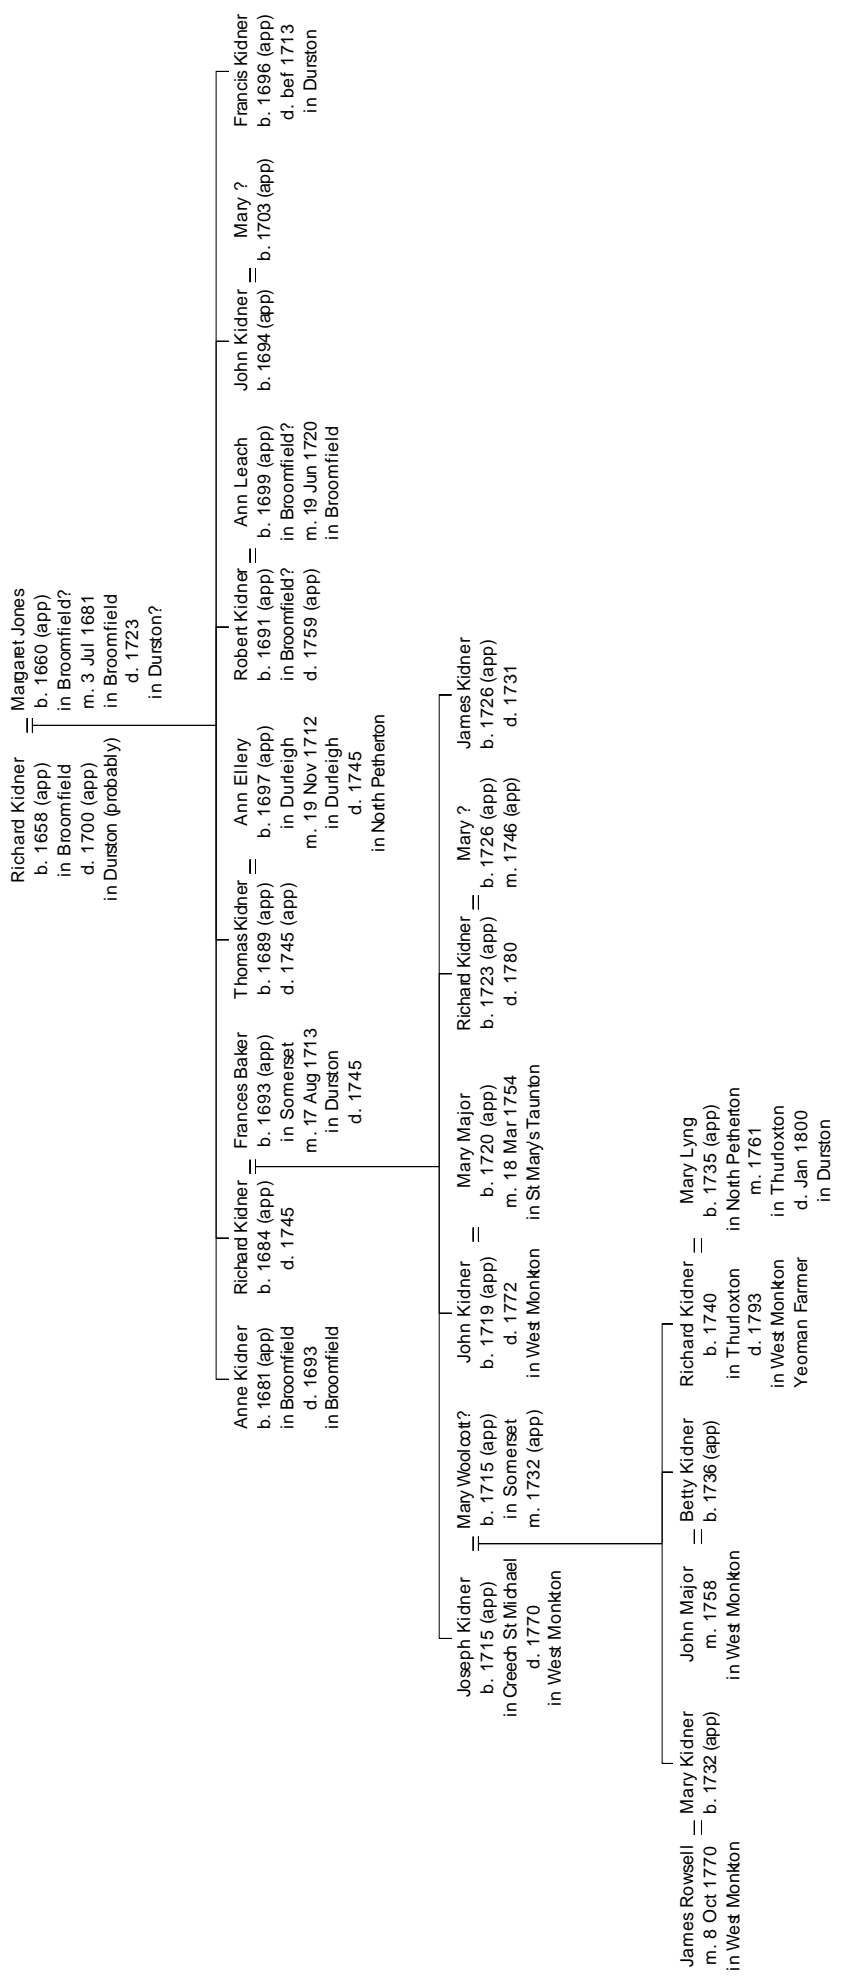 Richard Kidner
b. 1658 (app)
in Broomfield
d. 1700 (app)
in Durston (probably)
=
Margaret Jones
b. 1660 (app)
in Broomfield?
m. 3 Jul 1681
in Broomfield
d. 1723
in Durston?
Anne Kidner
b. 1681 (app)
in Broomfield
d. 1693
in Broomfield
Richard Kidner
b. 1684 (app)
d. 1745
=
Frances Baker
b. 1693 (app)
in Somerset
m. 17 Aug 1713
in Durston
d. 1745
Thomas Kidner
b. 1689 (app)
d. 1745 (app)
=
Ann Ellery
b. 1697 (app)
in Durleigh
m. 19 Nov 1712
in Durleigh
d. 1745
in North Petherton
Robert Kidner
b. 1691 (app)
in Broomfield?
d. 1759 (app)
=
Ann Leach
b. 1699 (app)
in Broomfield?
m. 19 Jun 1720
in Broomfield
John Kidner
b. 1694 (app)
=
Mary ?
b. 1703 (app)
Francis Kidner
b. 1696 (app)
d. bef 1713
in Durston
Joseph Kidner
b. 1715 (app)
in Creech St Michael
d. 1770
in West Monkton
=
Mary Woolcott?
b. 1715 (app)
in Somerset
m. 1732 (app)
John Kidner
b. 1719 (app)
d. 1772
in West Monkton
=
Mary Major
b. 1720 (app)
m. 18 Mar 1754
in St Mary's Taunton
Richard Kidner
b. 1723 (app)
d. 1780
=
Mary ?
b. 1726 (app)
m. 1746 (app)
James Kidner
b. 1726 (app)
d. 1731
James Rowsell
m. 8 Oct 1770
in West Monkton
=
Mary Kidner
b. 1732 (app)
John Major
m. 1758
in West Monkton
=
Betty Kidner
b. 1736 (app)
Richard Kidner
b. 1740
in Thurloxton
d. 1793
in West Monkton
Yeoman Farmer
=
Mary Lyng
b. 1735 (app)
in North Petherton
m. 1761
in Thurloxton
d. Jan 1800
in Durston